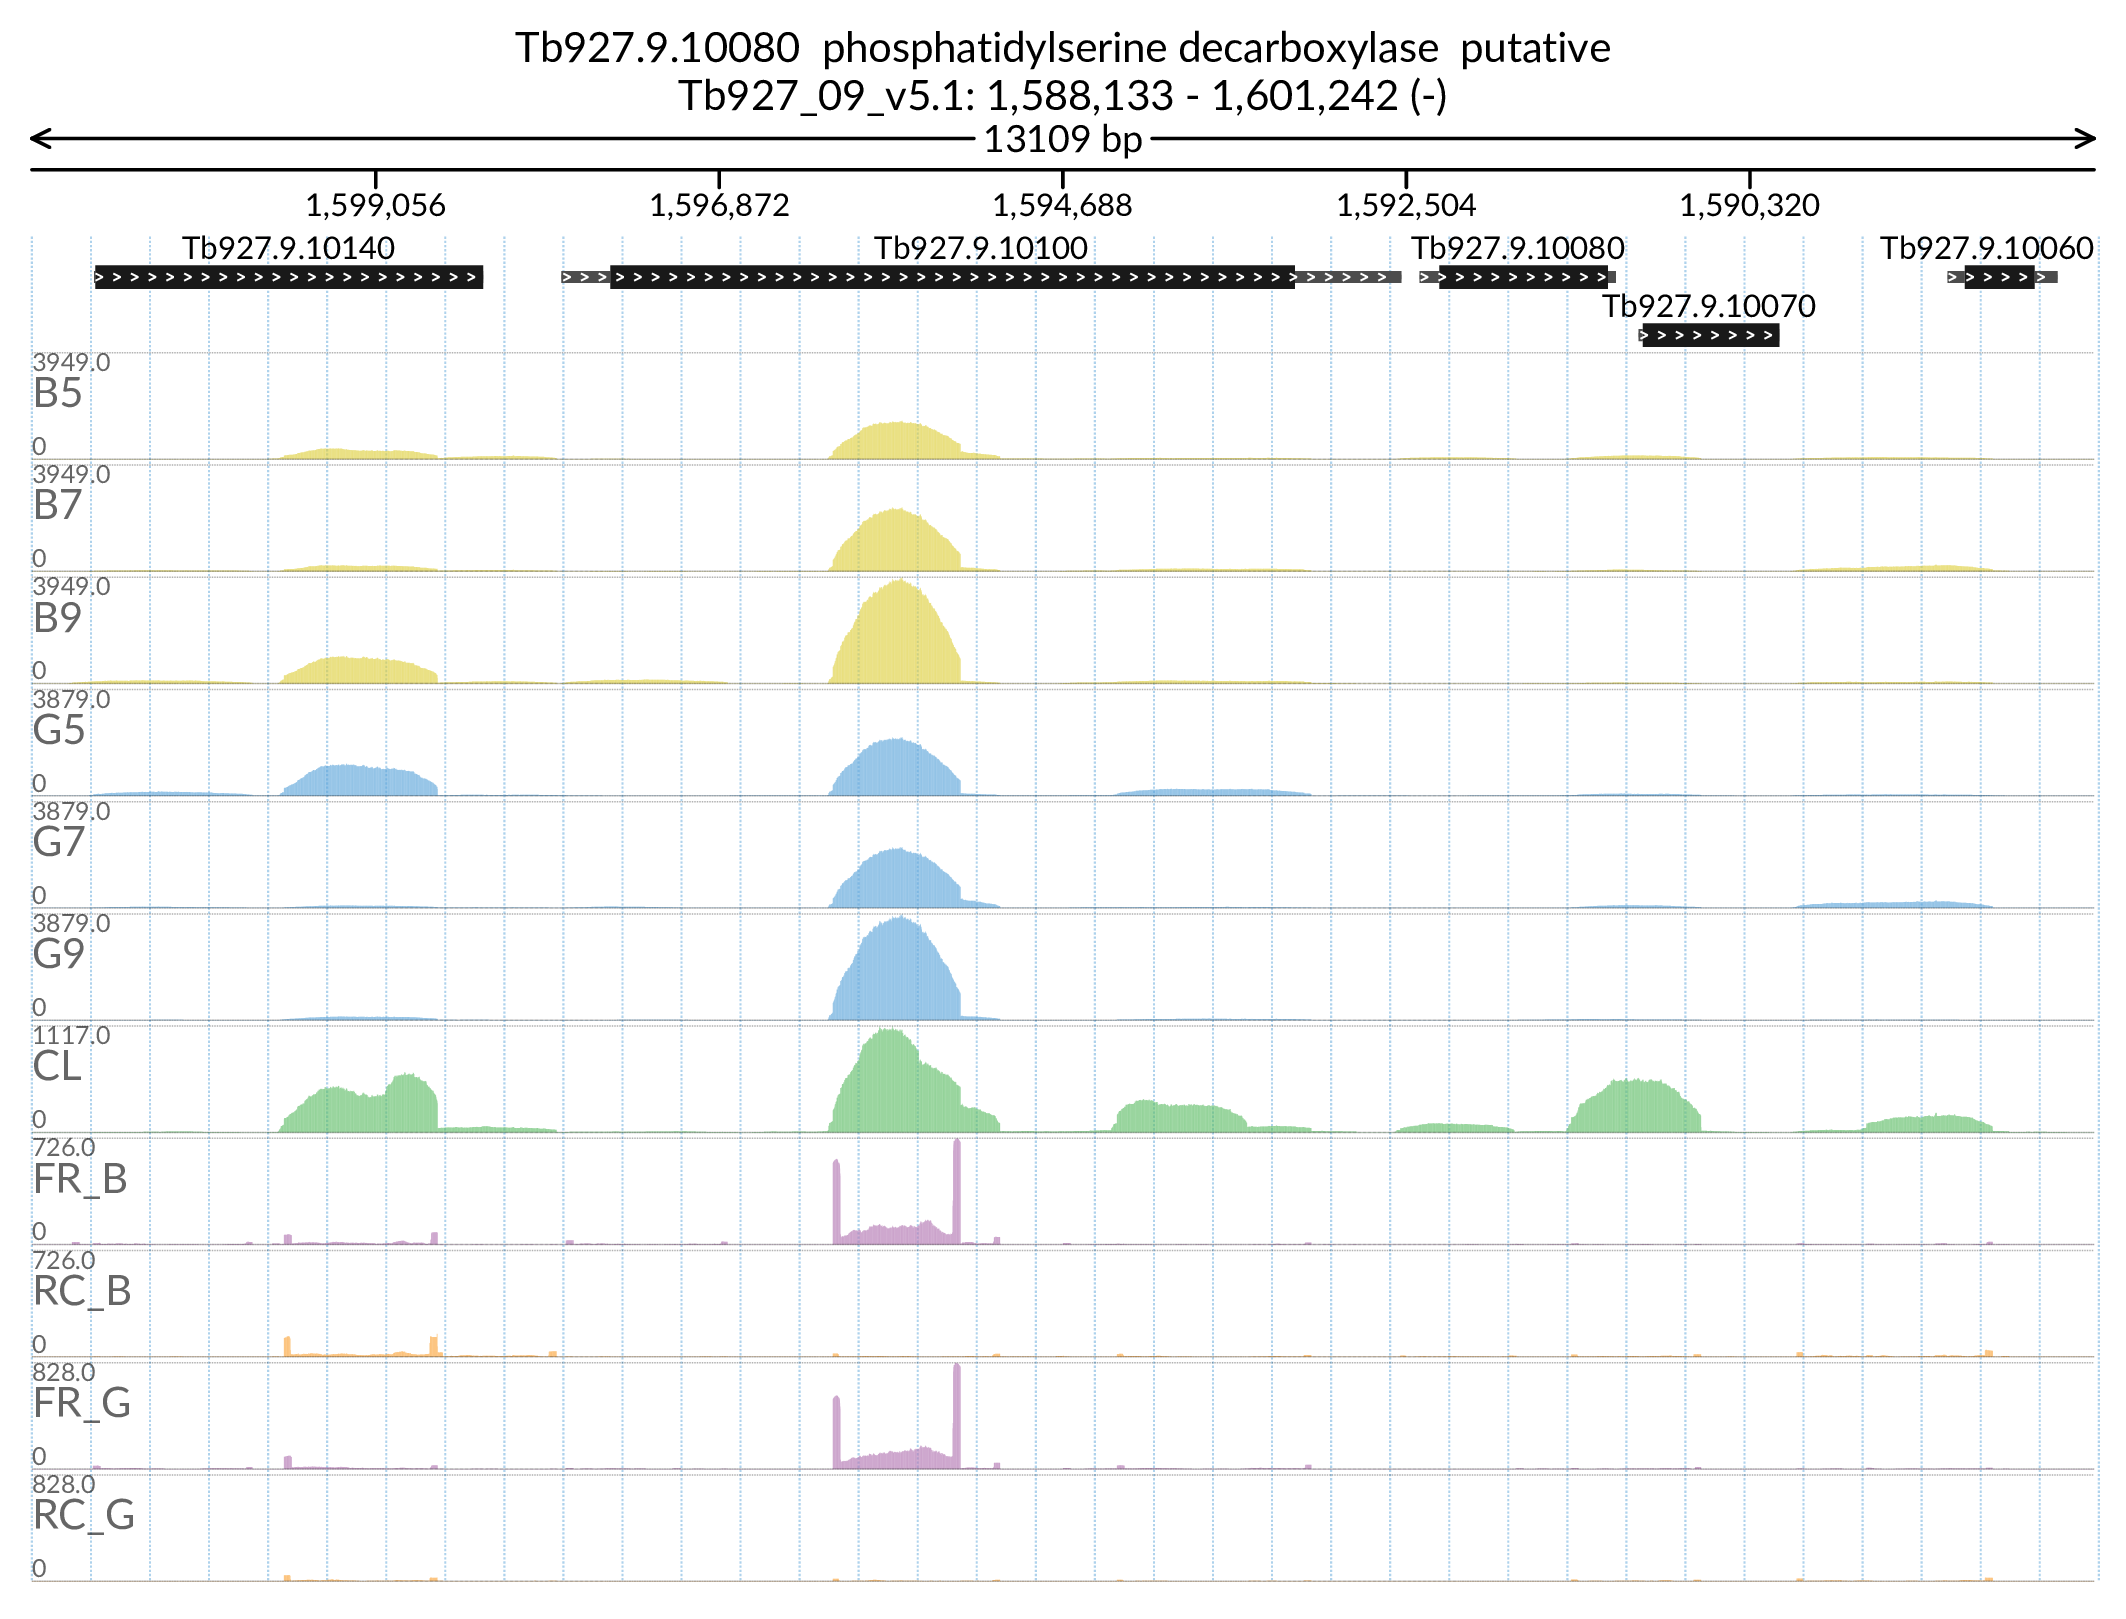 Tb927.9.10080  phosphatidylserine decarboxylase  putative
Tb927_09_v5.1: 1,588,133 - 1,601,242 (-)
13109 bp
1,599,056 1,596,872 1,594,688 1,592,504 1,590,320
Tb927.9.10140 Tb927.9.10100 Tb927.9.10080 Tb927.9.10060
Tb927.9.10070
3949.0
B5
0
3949.0
B7
0
3949.0
B9
0
3879.0
G5
0
3879.0
G7
0
3879.0
G9
0
1117.0
CL
0
726.0
FR_B
0
726.0
RC_B
0
828.0
FR_G
0
828.0
RC_G
0